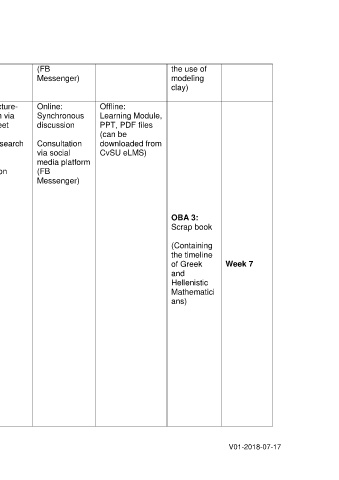 (FB
Messenger)
the use of
modeling
clay)
cture-
n via
eet
search
on
Online:
Synchronous
discussion
Consultation
via social
media platform
(FB
Messenger)
Offline:
Learning Module,
PPT, PDF files
(can be
downloaded from
CvSU eLMS)
OBA 3:
Scrap book
(Containing
the timeline
of Greek
and
Hellenistic
Mathematici
ans)
Week 7
V01-2018-07-17